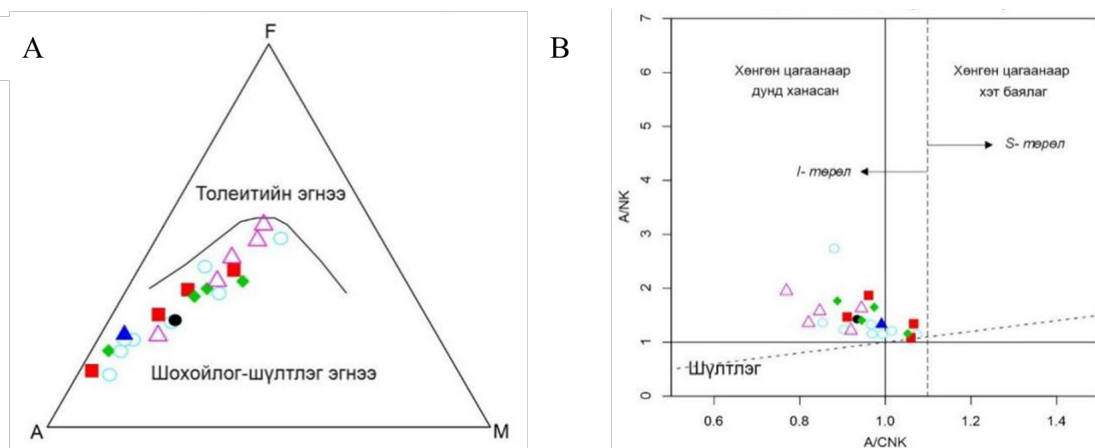 A
F
Толеитийн эгнээ
Шохойлог-шүлтлэг эгнээ
A
M
B
7
6
5
4
3
2
1
0
A/NK
Хөнгөн цагаанаар
дунд ханасан
Хөнгөн цагаанаар
хэт баялаг
S- төрөл
I- төрөл
Шүлтлэг
0.6
0.8
1.0
1.2
1.4
A/CNK